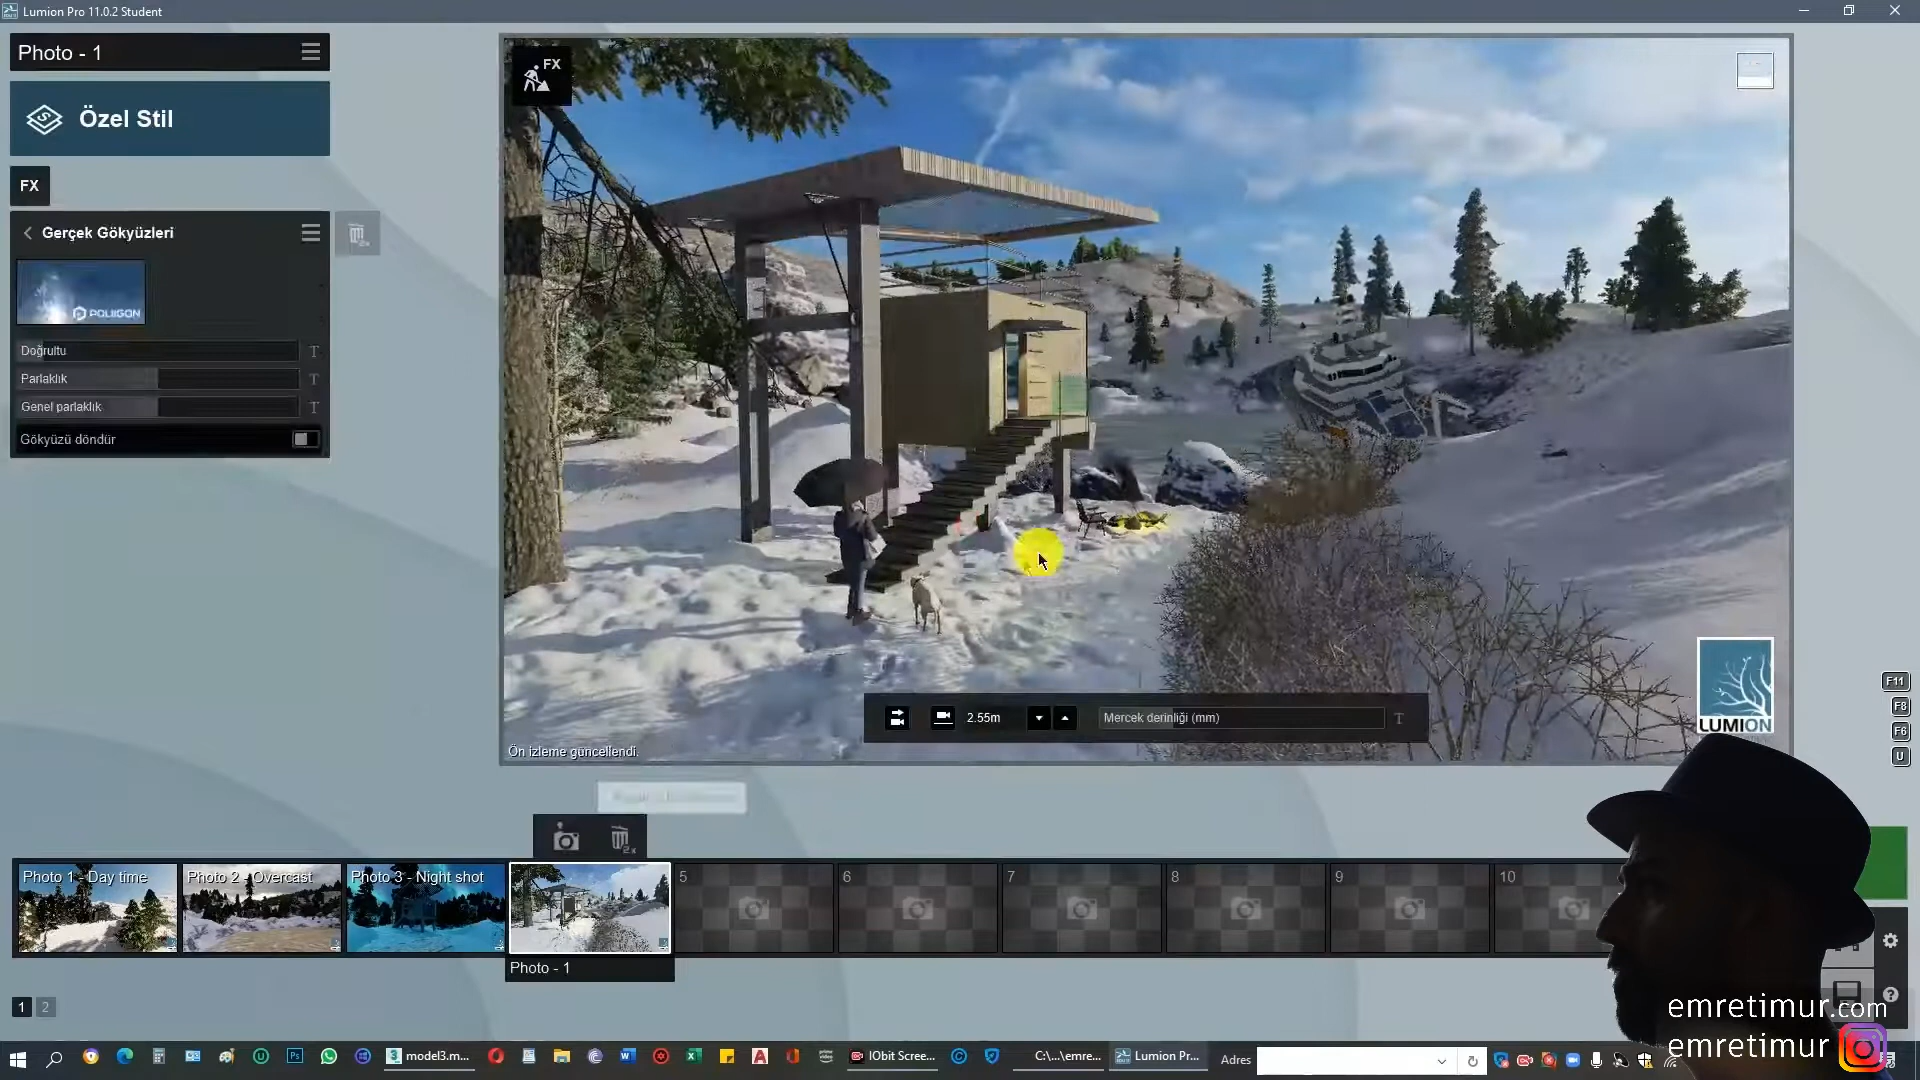 Lumion Pro 11.0.2 Student
Photo - 1
FX
Özel Stil
FX
Gerçek Gökyüzleri
POLIIGON
Doğrultu
T
Parlaklık
T
Genel parlaklık
T
Gökyüzü döndür
2.55m
Mercek derinliği (mm)
T
LUMION
Ön izleme güncellendi.
F11
F8
F6
U
Photo 1 - Day time
Photo 2 - Overcast
Photo 3 - Night shot
5
6
7
8
9
10
Photo - 1
1
2
emretimur.com
emretimur
model3.m...
IObit Scree...
C:\...\emre...
Lumion Pr...
Adres